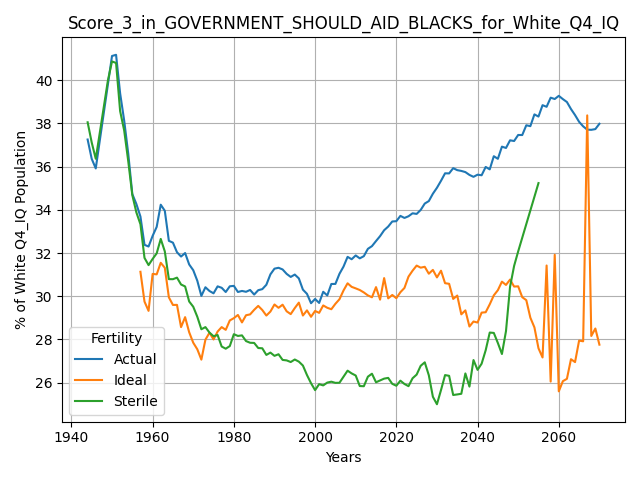 Score_3_in_GOVERNMENT_SHOULD_AID_BLACKS_for_White_Q4_IQ
% of White Q4_IQ Population
40
38
36
34
32
30
28
26
Fertility
Actual
Ideal
Sterile
1940
1960
1980
2000
2020
2040
2060
Years